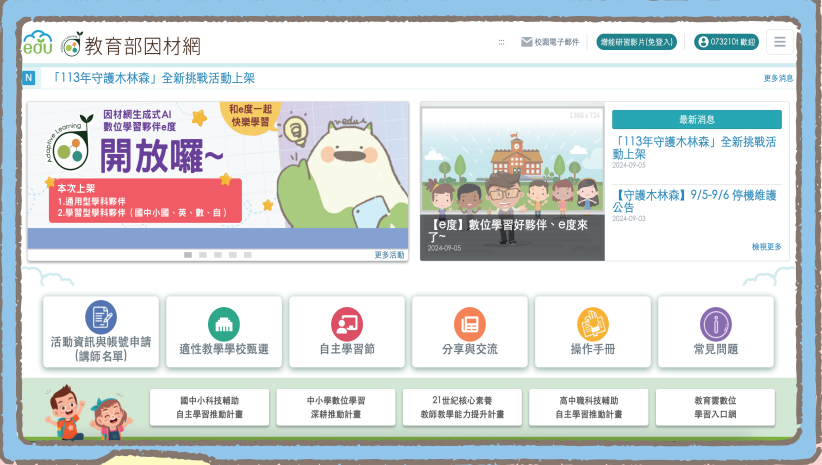 edu 教育部因材網
::: 校園電子郵件 增能研習影片(免登入) 0732101 歡迎
N 「113年守護木林森」全新挑戰活動上架 更多消息
Adaptive Learning
因材網生成式AI
數位學習夥伴e度
開放囉~
和e度一起
快樂學習
edu
本次上架
1.通用型學科夥伴
2.學習型學科夥伴（國中小國、英、數、自）
更多活動
1366 x 724
【e度】數位學習好夥伴、e度來
了~
2024-09-05
最新消息
「113年守護木林森」全新挑戰活
動上架
2024-09-05
【守護木林森】9/5-9/6 停機維護
公告
2024-09-03
檢視更多
活動資訊與帳號申請
(講師名單)
適性教學學校甄選
自主學習節
分享與交流
操作手冊
常見問題
國中小科技輔助
自主學習推動計畫
中小學數位學習
深耕推動計畫
21世紀核心素養
教師教學能力提升計畫
高中職科技輔助
自主學習推動計畫
教育雲數位
學習入口網